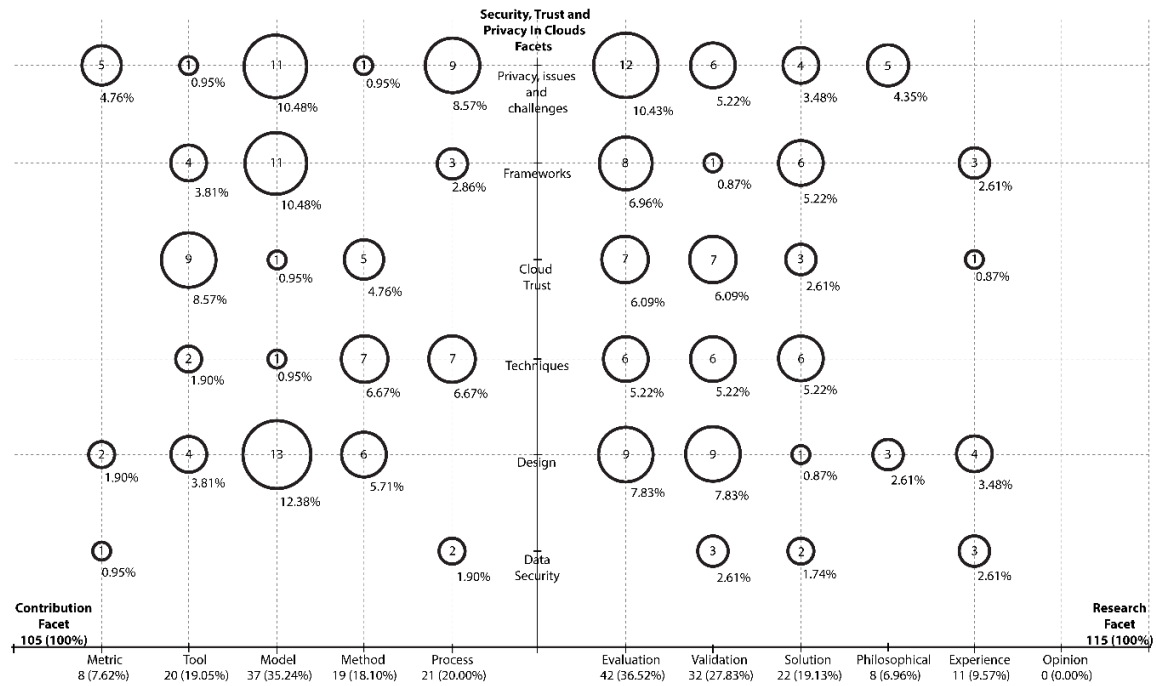 Security, Trust and
Privacy In Clouds
Facets
5 1 11 1 9 12 6 4 5
Privacy, issues
and
challenges
4.76% 0.95% 10.48% 0.95% 8.57% 10.43% 5.22% 3.48% 4.35%
4 11 3 8 1 6 3
Frameworks
3.81% 10.48% 2.86% 6.96% 0.87% 5.22% 2.61%
9 1 5 7 7 3 1
Cloud
Trust
8.57% 0.95% 4.76% 6.09% 6.09% 2.61% 0.87%
2 1 7 7 6 6 6
Techniques
1.90% 0.95% 6.67% 6.67% 5.22% 5.22% 5.22%
2 4 13 6 9 9 1 3 4
Design
1.90% 3.81% 12.38% 5.71% 7.83% 7.83% 0.87% 2.61% 3.48%
1 2 3 2 3
Data
Security
0.95% 1.90% 2.61% 1.74% 2.61%
Contribution
Facet
105 (100%)
Research
Facet
115 (100%)
Metric Tool Model Method Process Evaluation Validation Solution Philosophical Experience Opinion
8 (7.62%) 20 (19.05%) 37 (35.24%) 19 (18.10%) 21 (20.00%) 42 (36.52%) 32 (27.83%) 22 (19.13%) 8 (6.96%) 11 (9.57%) 0 (0.00%)